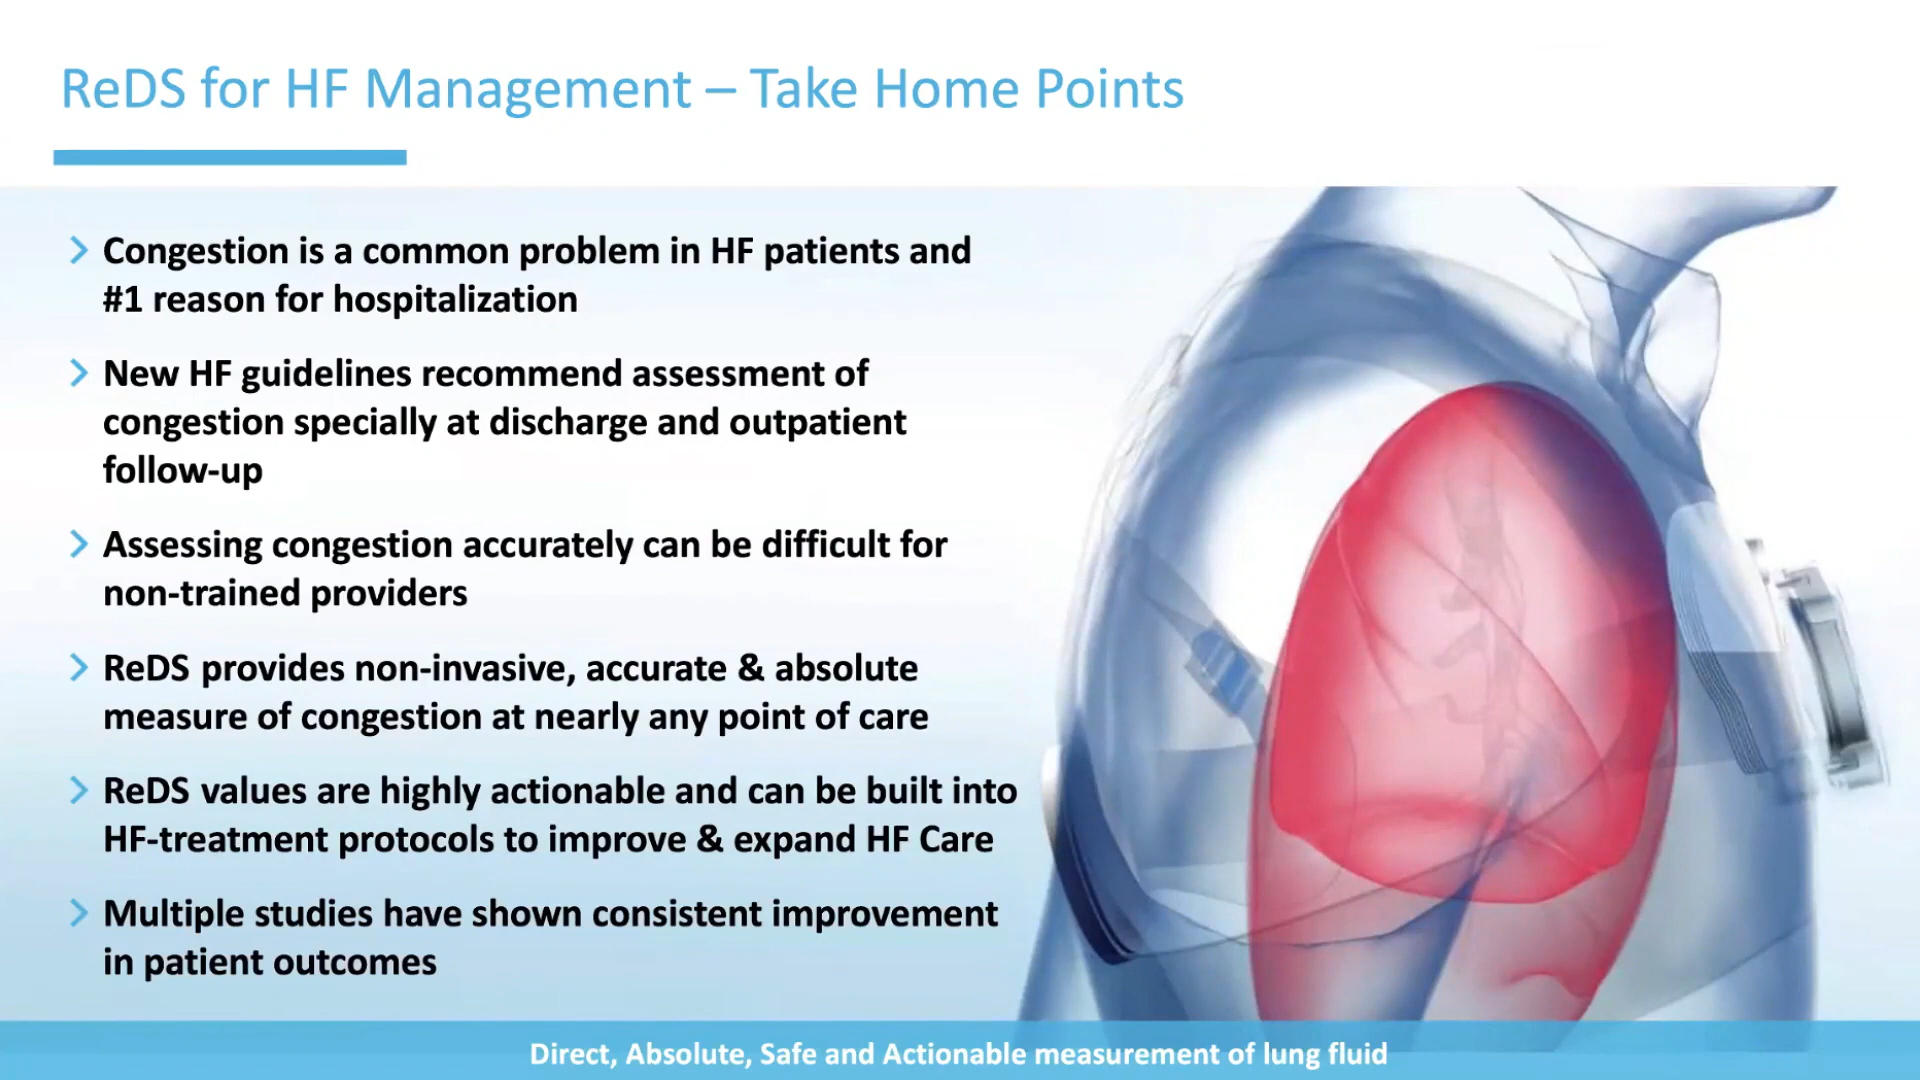 ReDS for HF Management – Take Home Points
Congestion is a common problem in HF patients and
#1 reason for hospitalization
New HF guidelines recommend assessment of
congestion specially at discharge and outpatient
follow-up
Assessing congestion accurately can be difficult for
non-trained providers
ReDS provides non-invasive, accurate & absolute
measure of congestion at nearly any point of care
ReDS values are highly actionable and can be built into
HF-treatment protocols to improve & expand HF Care
Multiple studies have shown consistent improvement
in patient outcomes
Direct, Absolute, Safe and Actionable measurement of lung fluid